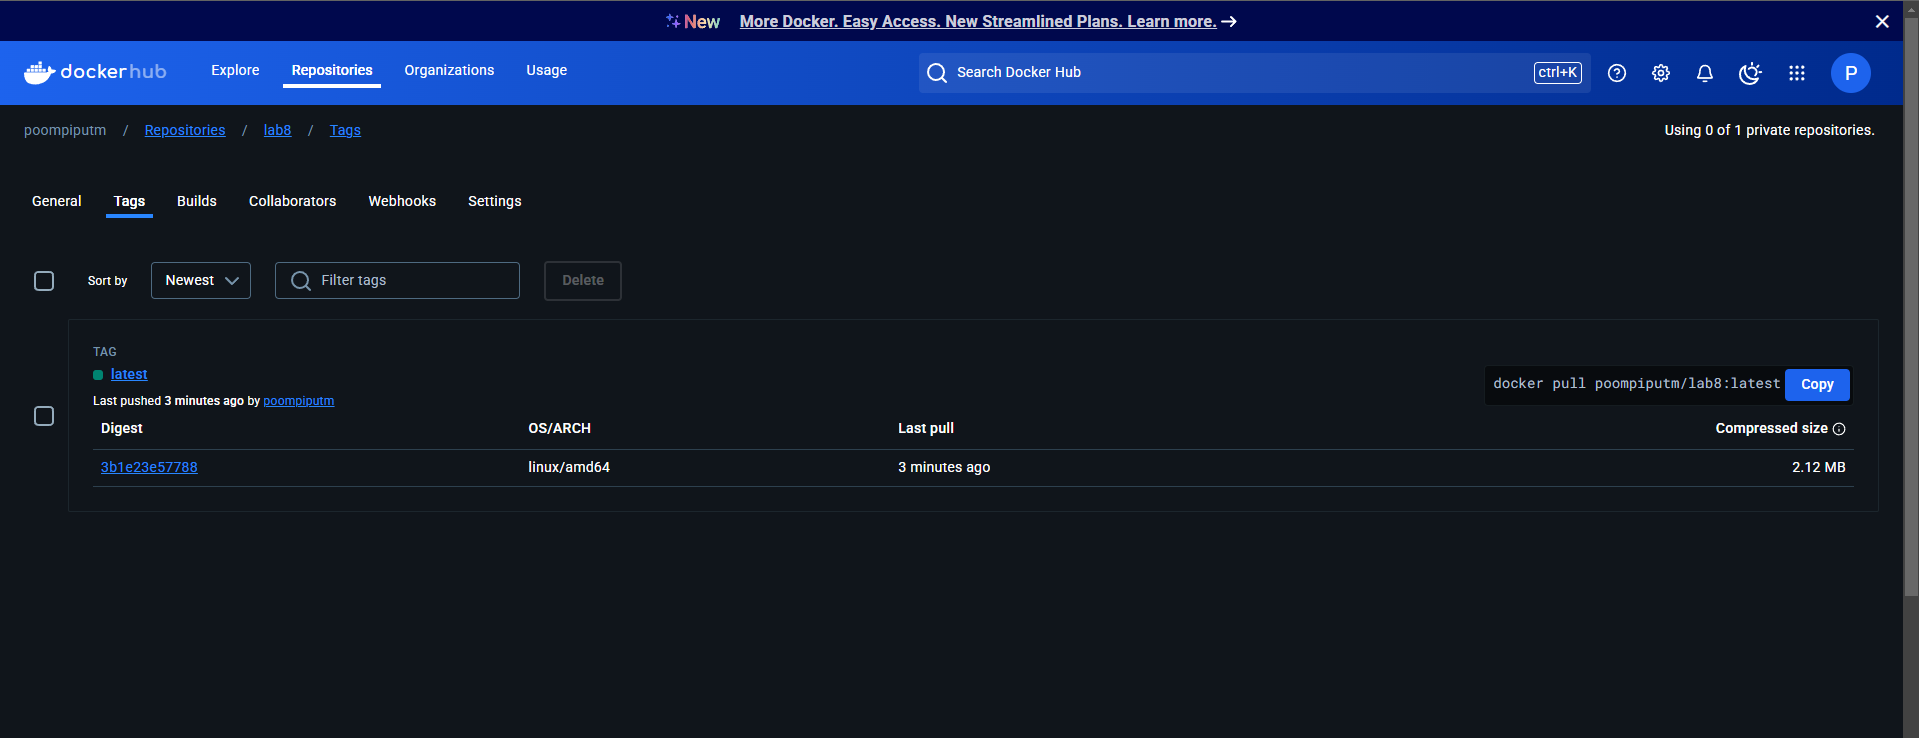 New More Docker. Easy Access. New Streamlined Plans. Learn more.
dockerhub Explore Repositories Organizations Usage Search Docker Hub ctrl+K P
poompiputm / Repositories / lab8 / Tags Using 0 of 1 private repositories.
General Tags Builds Collaborators Webhooks Settings
Sort by Newest Filter tags Delete
TAG
latest
docker pull poompiputm/lab8:latest Copy
Last pushed 3 minutes ago by poompiputm
Digest OS/ARCH Last pull Compressed size
3b1e23e57788 linux/amd64 3 minutes ago 2.12 MB